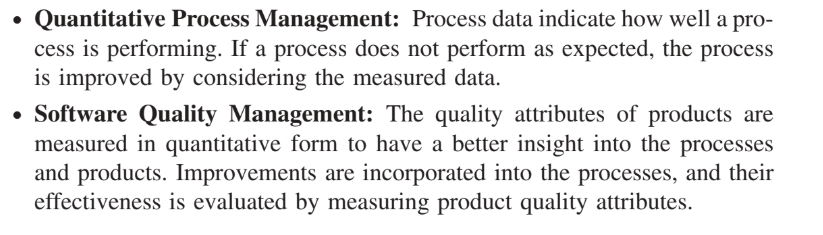 • Quantitative Process Management: Process data indicate how well a pro-
cess is performing. If a process does not perform as expected, the process
is improved by considering the measured data.
• Software Quality Management: The quality attributes of products are
measured in quantitative form to have a better insight into the processes
and products. Improvements are incorporated into the processes, and their
effectiveness is evaluated by measuring product quality attributes.